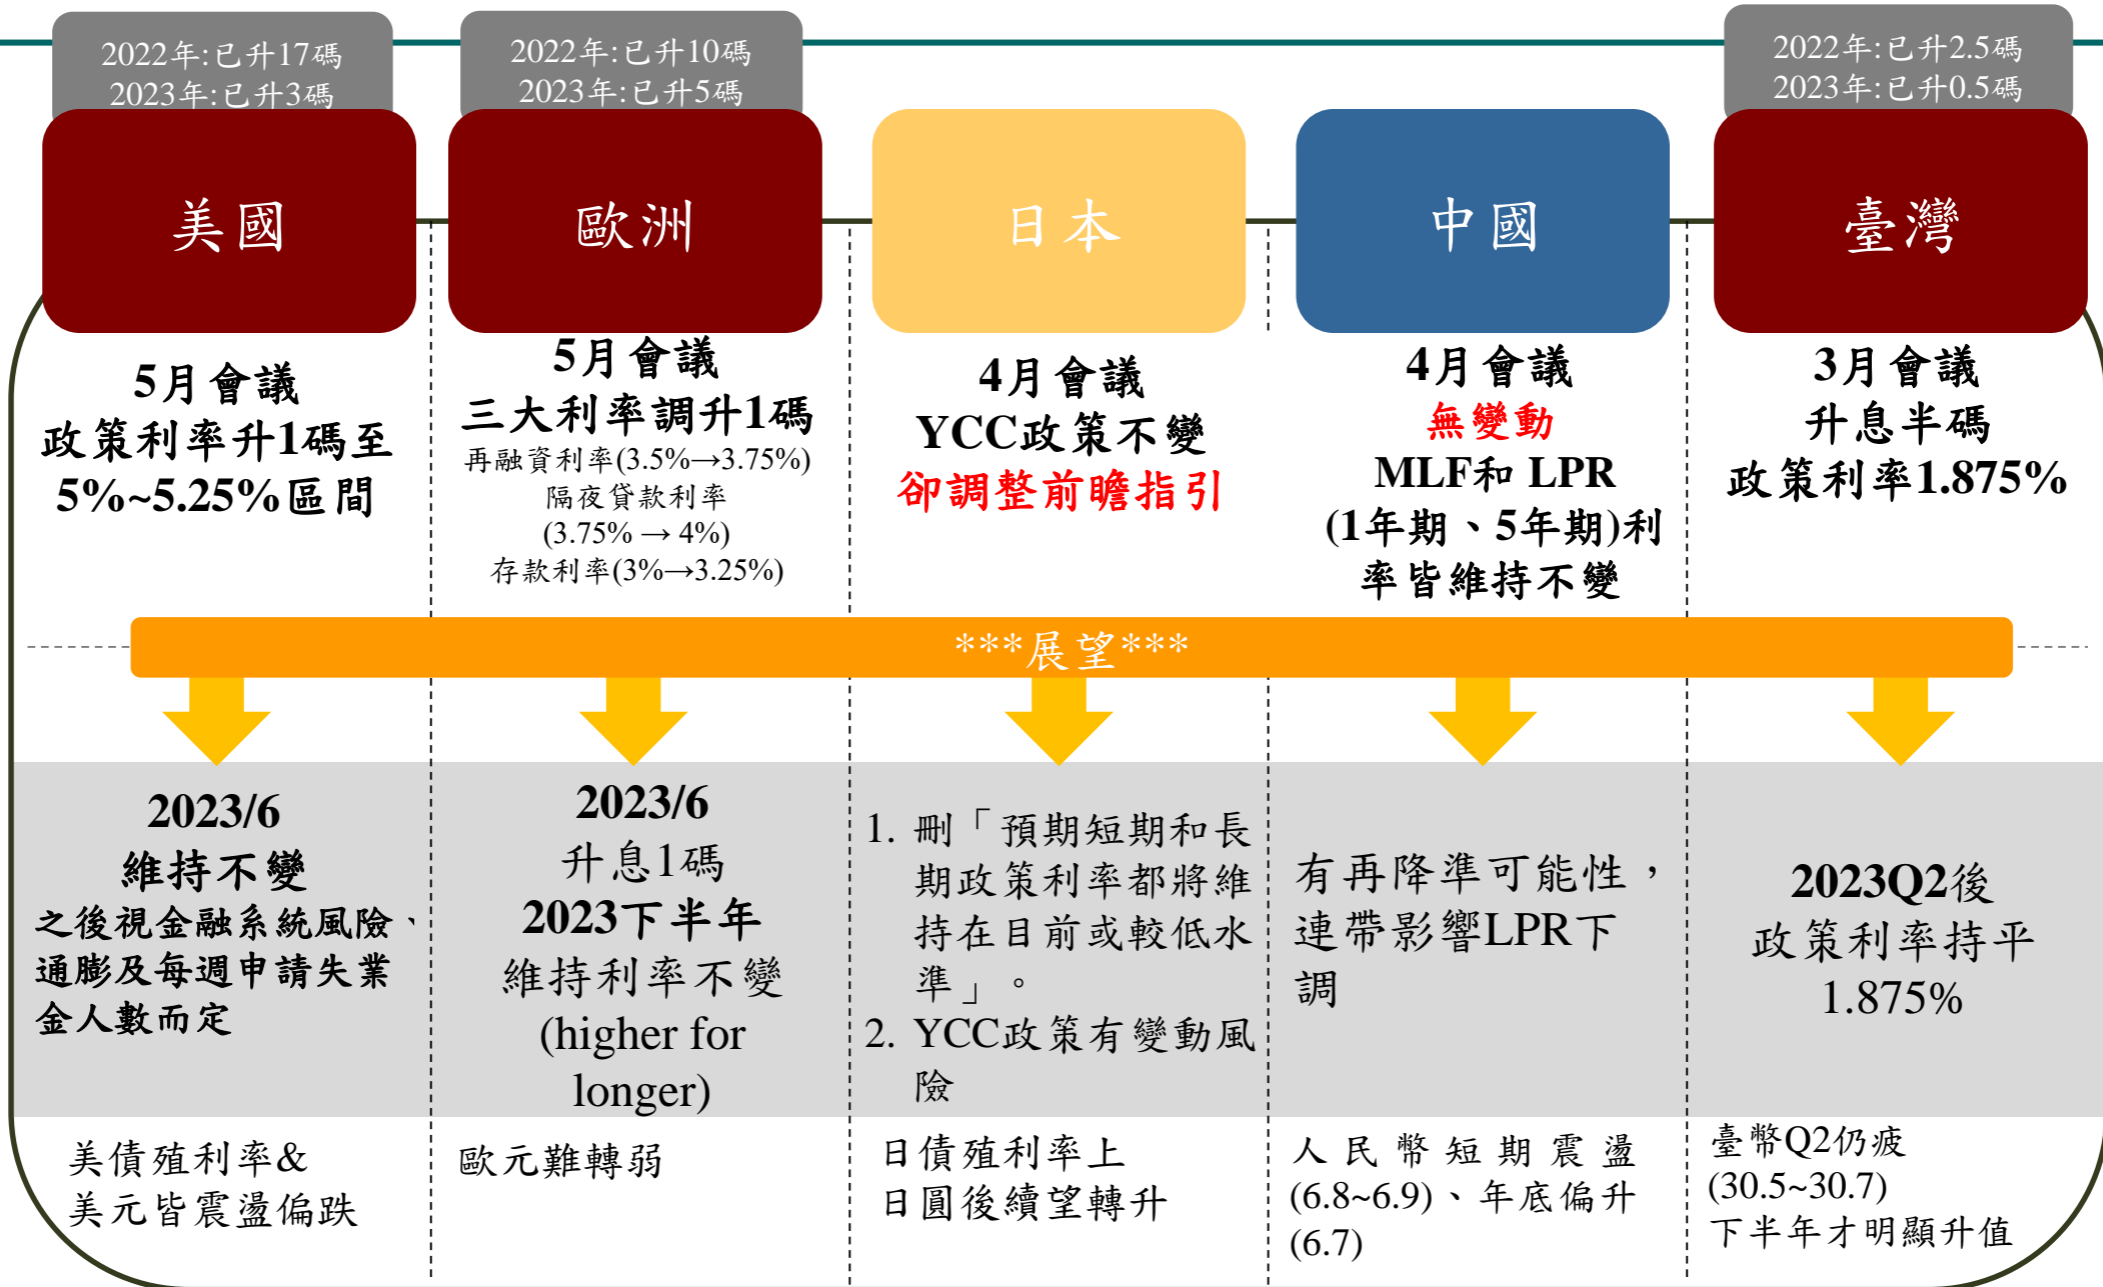 2022年:已升17碼
2023年:已升3碼
2022年:已升10碼
2023年:已升5碼
2022年:已升2.5碼
2023年:已升0.5碼
美國
歐洲
日本
中國
臺灣
5月會議
政策利率升1碼至
5%~5.25%區間
5月會議
三大利率調升1碼
再融資利率(3.5%→3.75%)
隔夜貸款利率
(3.75% → 4%)
存款利率(3%→3.25%)
4月會議
YCC政策不變
卻調整前瞻指引
4月會議
無變動
MLF和 LPR
(1年期、5年期)利
率皆維持不變
3月會議
升息半碼
政策利率1.875%
***展望***
2023/6
維持不變
之後視金融系統風險、
通膨及每週申請失業
金人數而定
2023/6
升息1碼
2023下半年
維持利率不變
(higher for
longer)
1. 刪「預期短期和長
期政策利率都將維
持在目前或較低水
準」。
2. YCC政策有變動風
險
有再降準可能性，
連帶影響LPR下
調
2023Q2後
政策利率持平
1.875%
美債殖利率&
美元皆震盪偏跌
歐元難轉弱
日債殖利率上
日圓後續望轉升
人民幣短期震盪
(6.8~6.9)、年底偏升
(6.7)
臺幣Q2仍疲
(30.5~30.7)
下半年才明顯升值